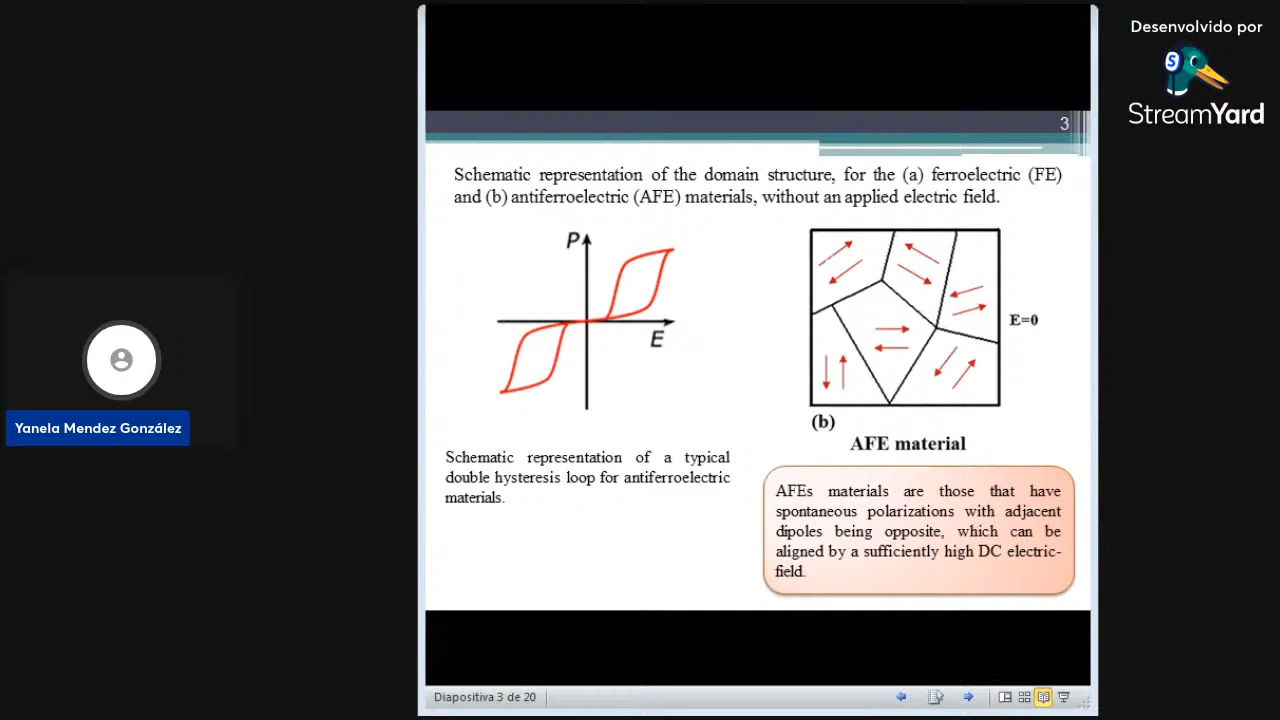 Desenvolvido por
StreamYard
3
Schematic representation of the domain structure, for the (a) ferroelectric (FE)
and (b) antiferroelectric (AFE) materials, without an applied electric field.
P
E
E=0
(b)
AFE material
Schematic representation of a typical
double hysteresis loop for antiferroelectric
materials.
AFEs materials are those that have
spontaneous polarizations with adjacent
dipoles being opposite, which can be
aligned by a sufficiently high DC electric-
field.
Yanela Mendez González
Diapositiva 3 de 20